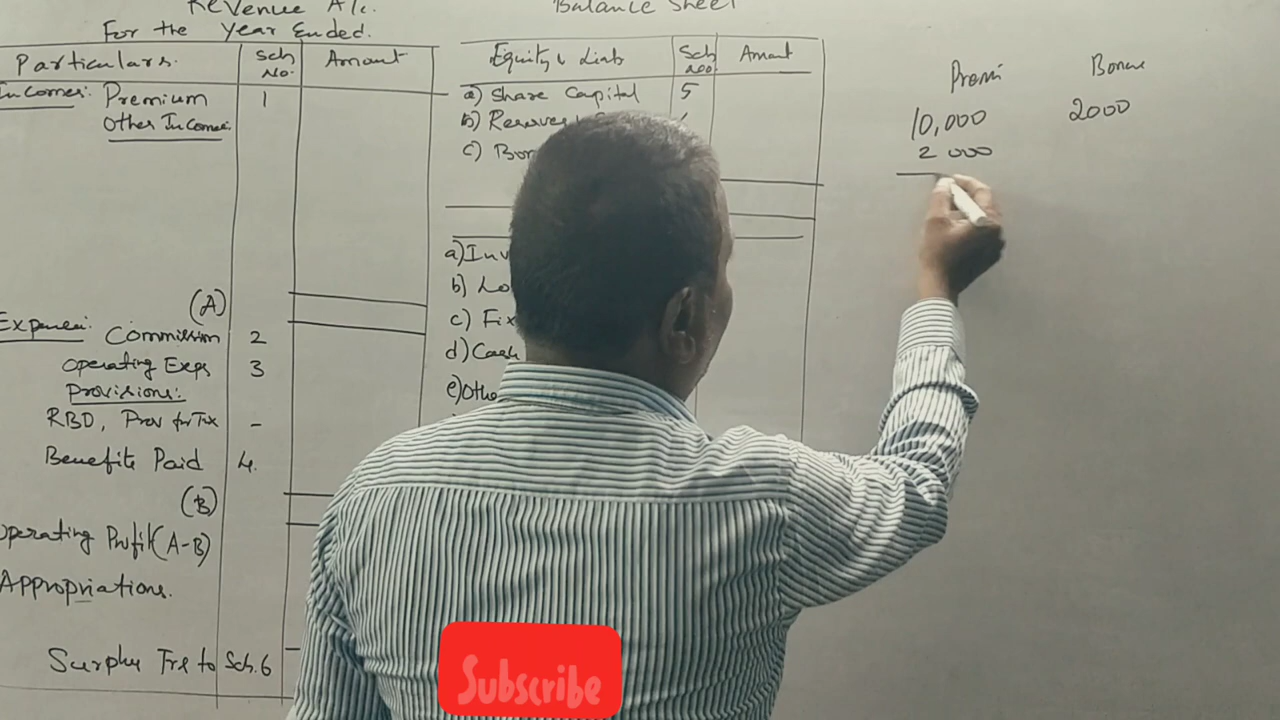 Revenue A/c.
For the Year Ended.
Particulars. Sch No. Amount
Incomes: Premium 1
Other Incomes
(A)
Expenses: Commission 2
Operating Exps 3
Provisions:
RBD, Prov for Tax -
Benefits Paid 4.
(B)
Operating Profit (A-B)
Appropriations.
Surplus Tre to Sch. 6
Balance Sheet
Equity & Liab Sch no. Amount
a) Share Capital 5
b) Reserves
c) Bor
a) Inv
b) Lo
c) Fix
d) Cash
e) Othe
Premi Bonus
10,000 2000
2 000
Subscribe